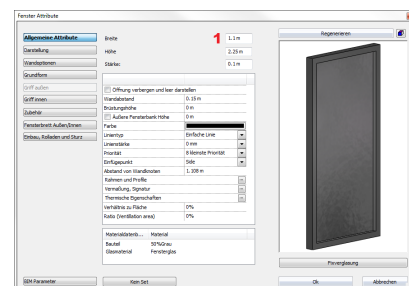 Fenster Attribute
Allgemeine Attribute
Darstellung
Wandoptionen
Grundform
Griff außen
Griff innen
Zubehör
Fensterbrett Außen/Innen
Einbau, Rolladen und Sturz
BIM Parameter
Breite 1 1.1 m
Höhe 2.25 m
Stärke: 0.1 m
Öffnung verbergen und leer darstellen
Wandabstand 0.15 m
Brüstungshöhe 0 m
Äußere Fensterbank Höhe 0 m
Farbe
Linientyp Einfache Linie
Linienstärke 0 mm
Priorität 8 kleinste Priorität
Einfügepunkt Side
Abstand von Wandknoten 1.108 m
Rahmen und Profile
Vermaßung, Signatur
Thermische Eigenschaften
Verhältnis zu Fläche 0%
Ratio (Ventilation area) 0%
Materialdatenb... Material
Bauteil 50%Grau
Glasmaterial Fensterglas
Kein Set
Regenerieren
Fixverglasung
Ok
Abbrechen